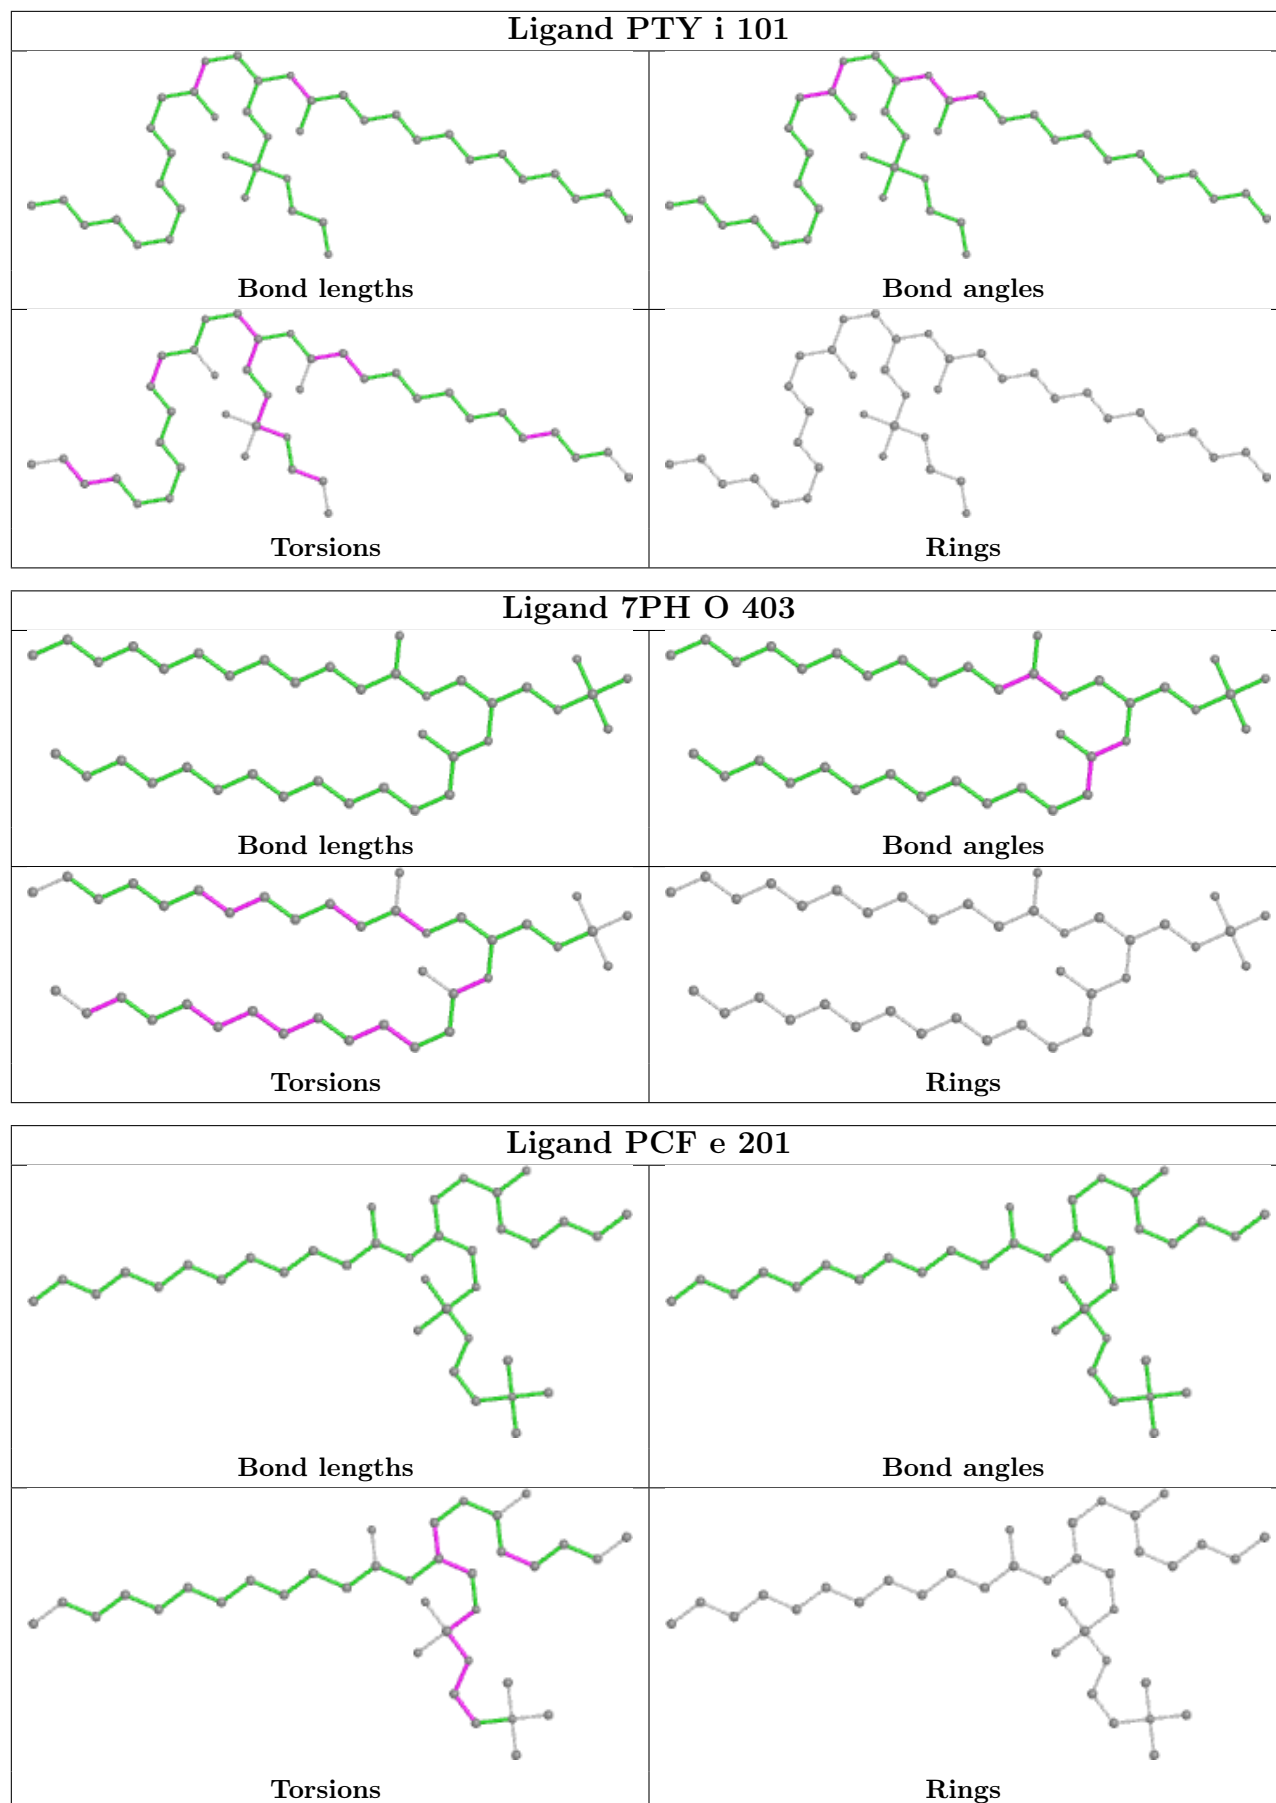 Ligand PTY i 101
Bond lengths
Bond angles
Torsions
Rings
Ligand 7PH O 403
Bond lengths
Bond angles
Torsions
Rings
Ligand PCF e 201
Bond lengths
Bond angles
Torsions
Rings